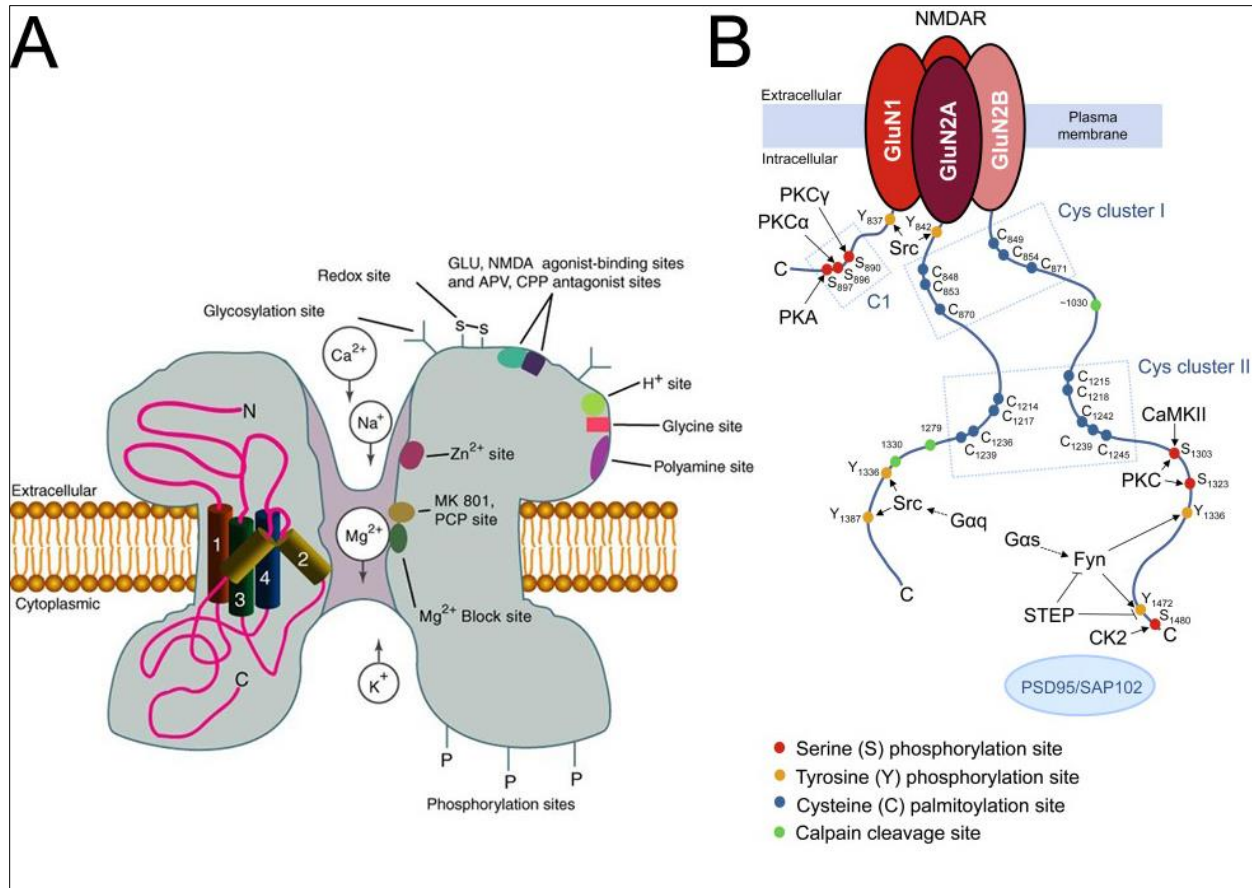 A
Redox site
GLU, NMDA agonist-binding sites
and APV, CPP antagonist sites
Glycosylation site
S-S
Ca2+
Na+
H+ site
Glycine site
Zn2+ site
Polyamine site
N
Extracellular
MK 801,
PCP site
Mg2+
1
2
3
4
Cytoplasmic
Mg2+ Block site
C
K+
P
P
P
Phosphorylation sites
B
NMDAR
Extracellular
GluN1
GluN2A
GluN2B
Plasma
membrane
Intracellular
PKCγ
PKCα
Y837
Y842
Src
Cys cluster I
C
S890
S896
S897
PKA
C1
C849
C854
C871
C848
C853
C870
~1030
Cys cluster II
C1215
C1218
C1214
C1217
C1242
C1236
C1239
C1239
C1245
CaMKII
S1303
1279
1330
Y1336
PKC
S1323
Y1387
Src
Gαq
Y1336
Gαs
Fyn
C
STEP
Y1472
S1480
CK2
C
PSD95/SAP102
Serine (S) phosphorylation site
Tyrosine (Y) phosphorylation site
Cysteine (C) palmitoylation site
Calpain cleavage site